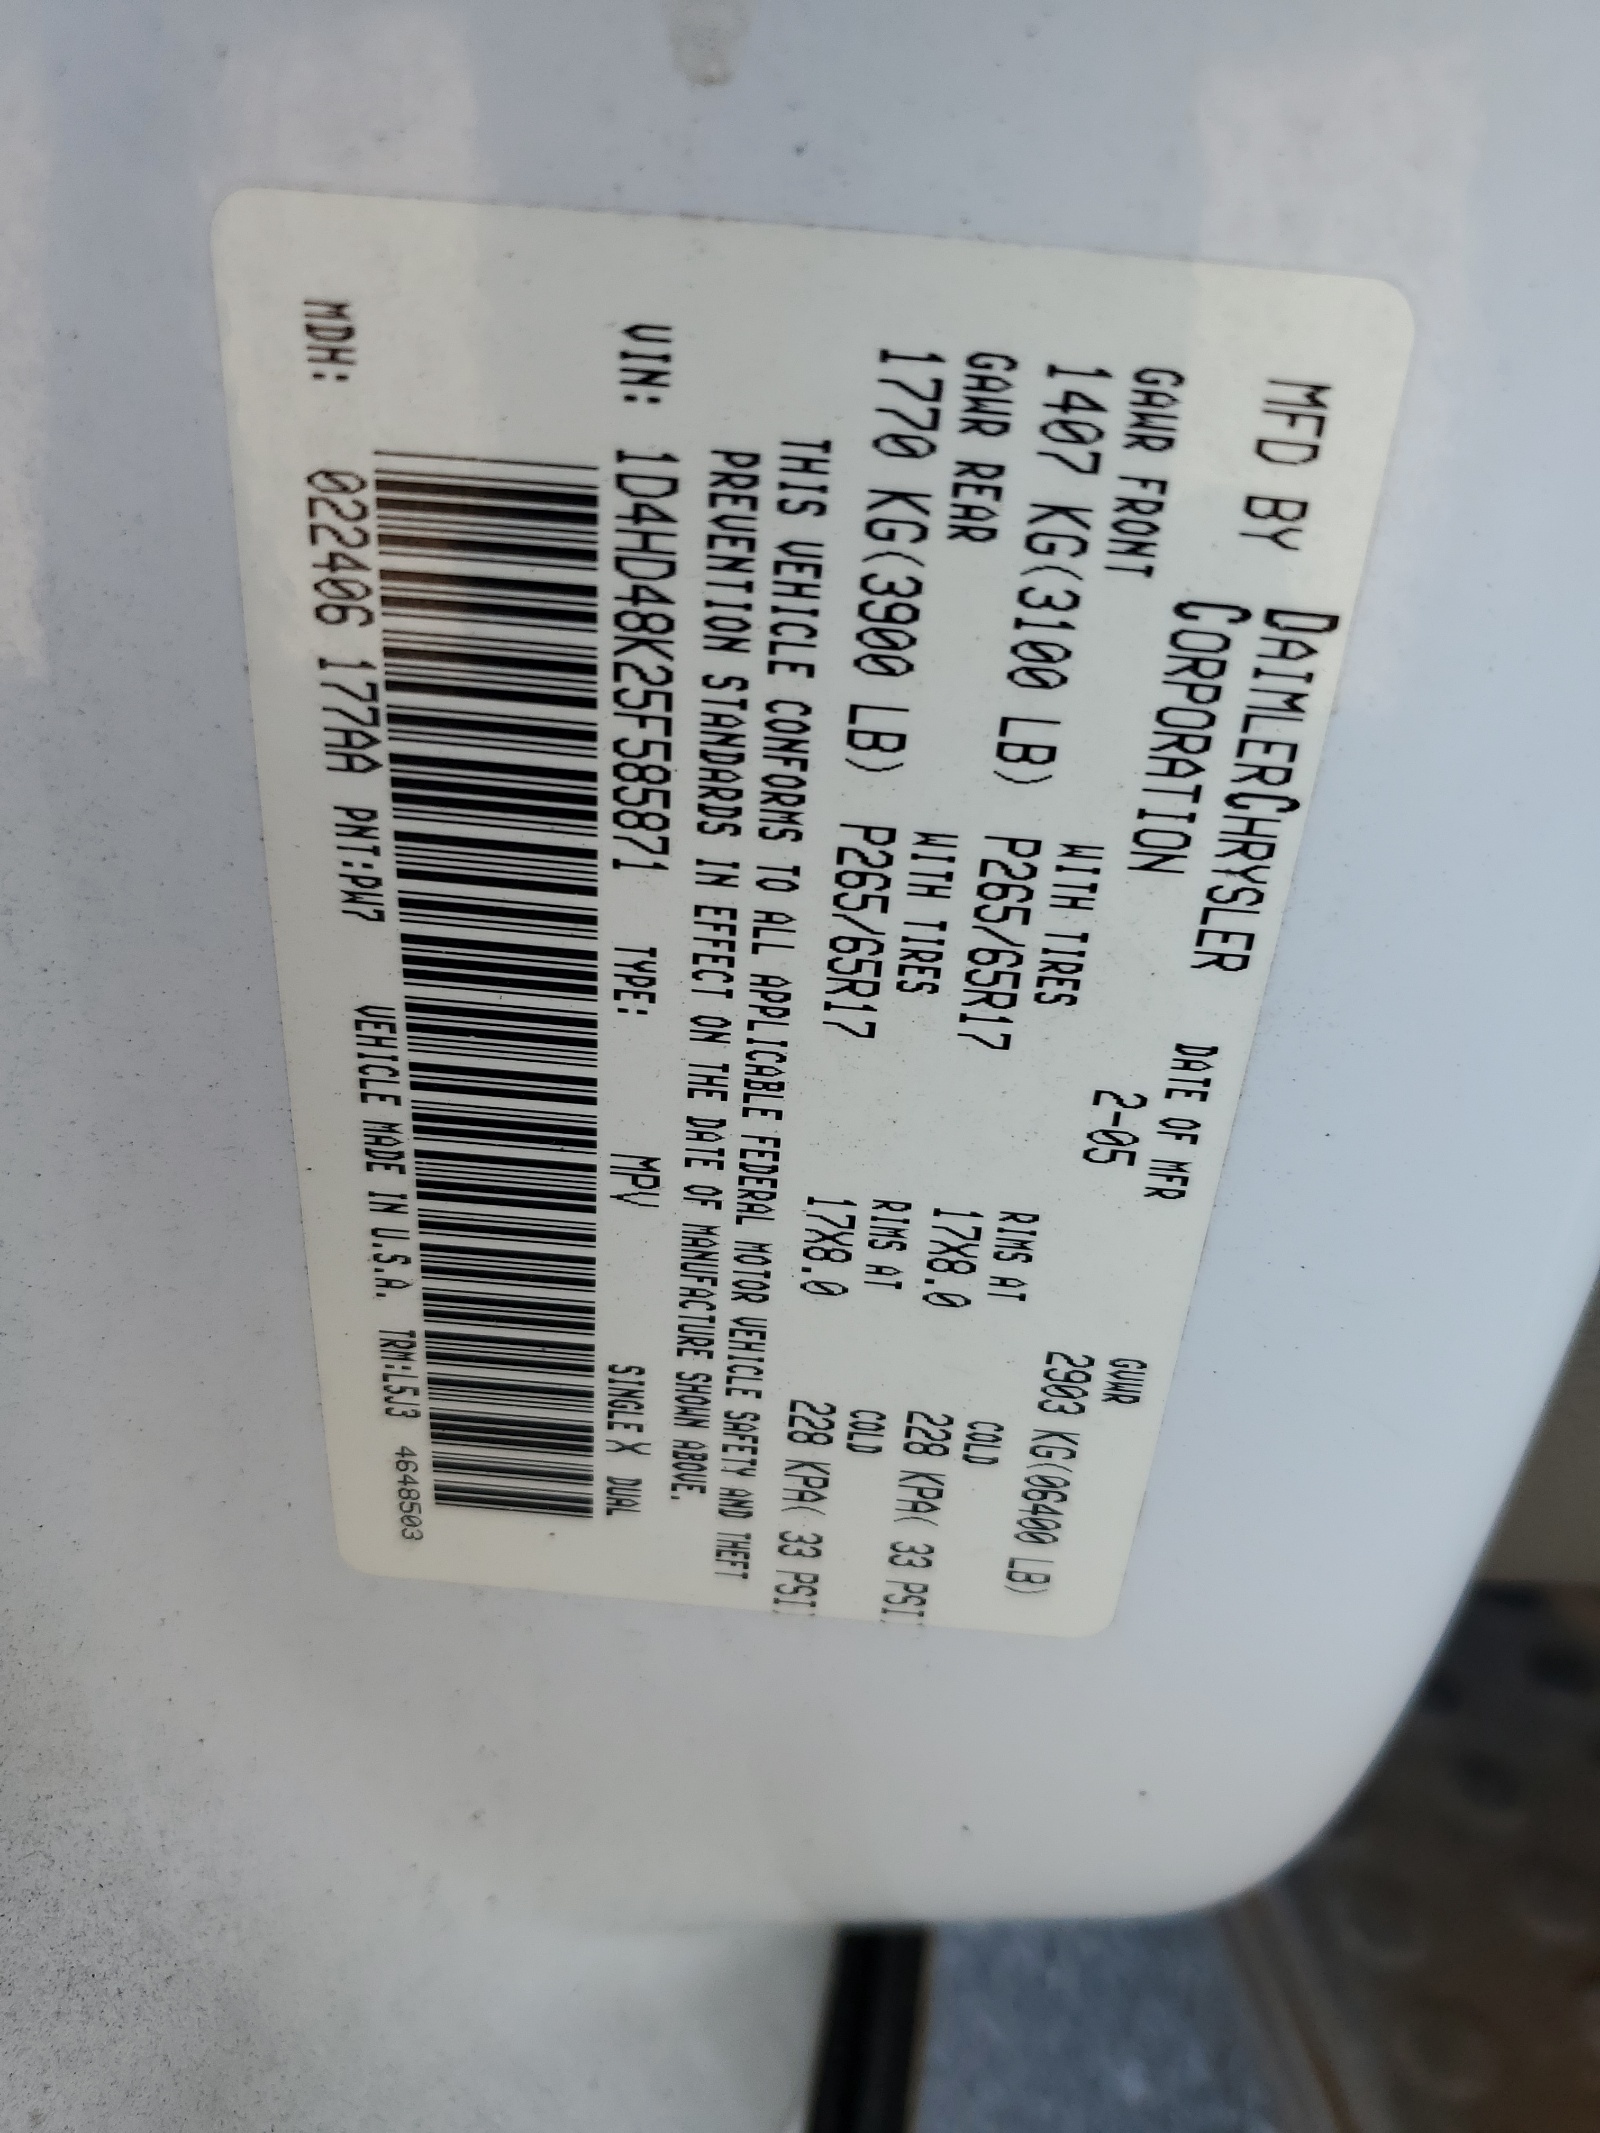 MFD BY DAIMLERCHRYSLER CORPORATION
DATE OF MFR 2-05
GVWR 2903 KG(06400 LB)
GAWR FRONT WITH TIRES RIMS AT COLD
1407 KG(3100 LB) P265/65R17 17X8.0 228 KPA( 33 PSI)
GAWR REAR WITH TIRES RIMS AT COLD
1770 KG(3900 LB) P265/65R17 17X8.0 228 KPA( 33 PSI)
THIS VEHICLE CONFORMS TO ALL APPLICABLE FEDERAL MOTOR VEHICLE SAFETY AND THEFT
PREVENTION STANDARDS IN EFFECT ON THE DATE OF MANUFACTURE SHOWN ABOVE.
VIN: 1D4HD48K25F585871 TYPE: MPV SINGLE X DUAL
MDH: 022406 177AA PNT:PW7 VEHICLE MADE IN U.S.A. TRM:L5J3 4648503